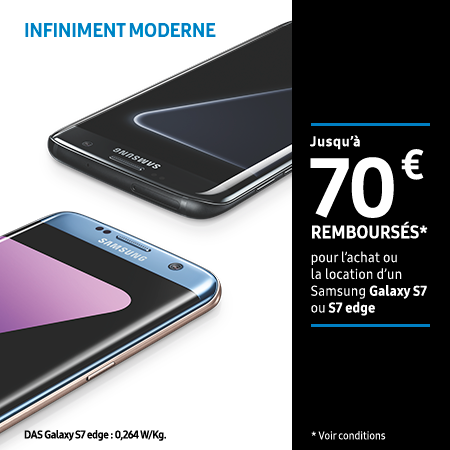 INFINIMENT MODERNE
SAMSUNG
SAMSUNG
Jusqu'à
70 €
REMBOURSÉS*
pour l'achat ou
la location d'un
Samsung Galaxy S7
ou S7 edge
DAS Galaxy S7 edge : 0,264 W/Kg.
* Voir conditions